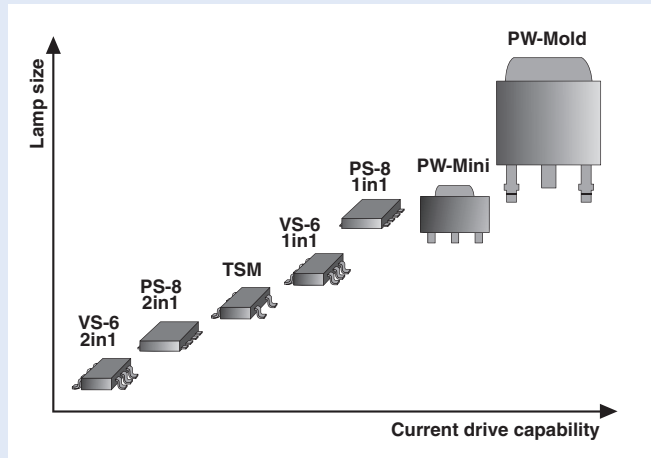 Lamp size
PW-Mold
PW-Mini
PS-8
1in1
VS-6
1in1
TSM
PS-8
2in1
VS-6
2in1
Current drive capability